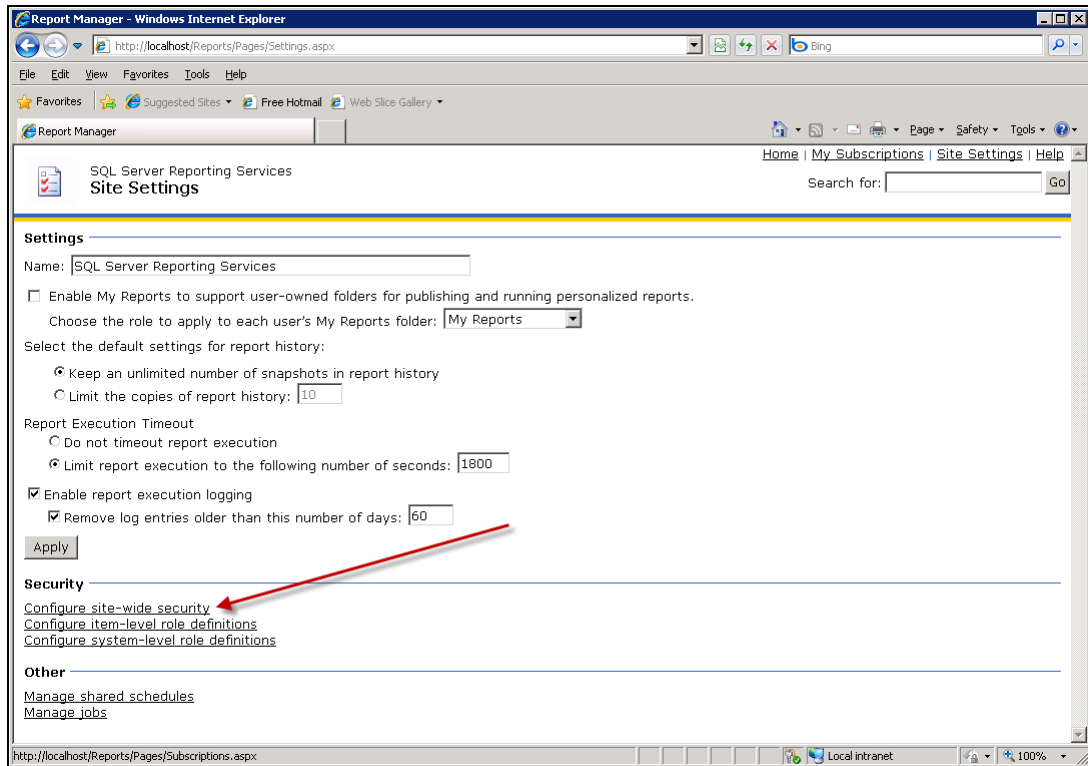 Report Manager - Windows Internet Explorer
http://localhost/Reports/Pages/Settings.aspx
Bing
File Edit View Favorites Tools Help
Favorites Suggested Sites Free Hotmail Web Slice Gallery
Report Manager
Page Safety Tools
Home | My Subscriptions | Site Settings | Help
SQL Server Reporting Services
Site Settings
Search for: Go
Settings
Name: SQL Server Reporting Services
Enable My Reports to support user-owned folders for publishing and running personalized reports.
Choose the role to apply to each user's My Reports folder: My Reports
Select the default settings for report history:
Keep an unlimited number of snapshots in report history
Limit the copies of report history: 10
Report Execution Timeout
Do not timeout report execution
Limit report execution to the following number of seconds: 1800
Enable report execution logging
Remove log entries older than this number of days: 60
Apply
Security
Configure site-wide security
Configure item-level role definitions
Configure system-level role definitions
Other
Manage shared schedules
Manage jobs
http://localhost/Reports/Pages/Subscriptions.aspx Local intranet 100%